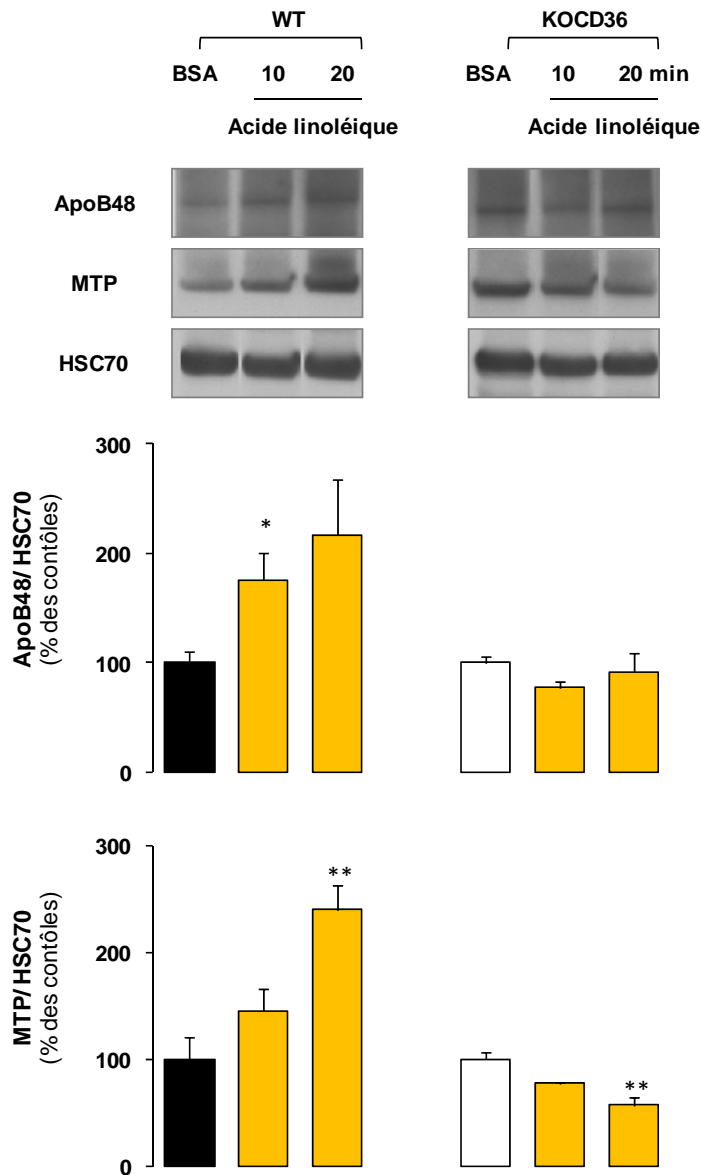 WT KOCD36
BSA 10 20 BSA 10 20 min
Acide linoléique Acide linoléique
ApoB48
MTP
HSC70
ApoB48/ HSC70
(% des contôles)
300
200
100
0
*
MTP/ HSC70
(% des contôles)
300
200
100
0
**
**